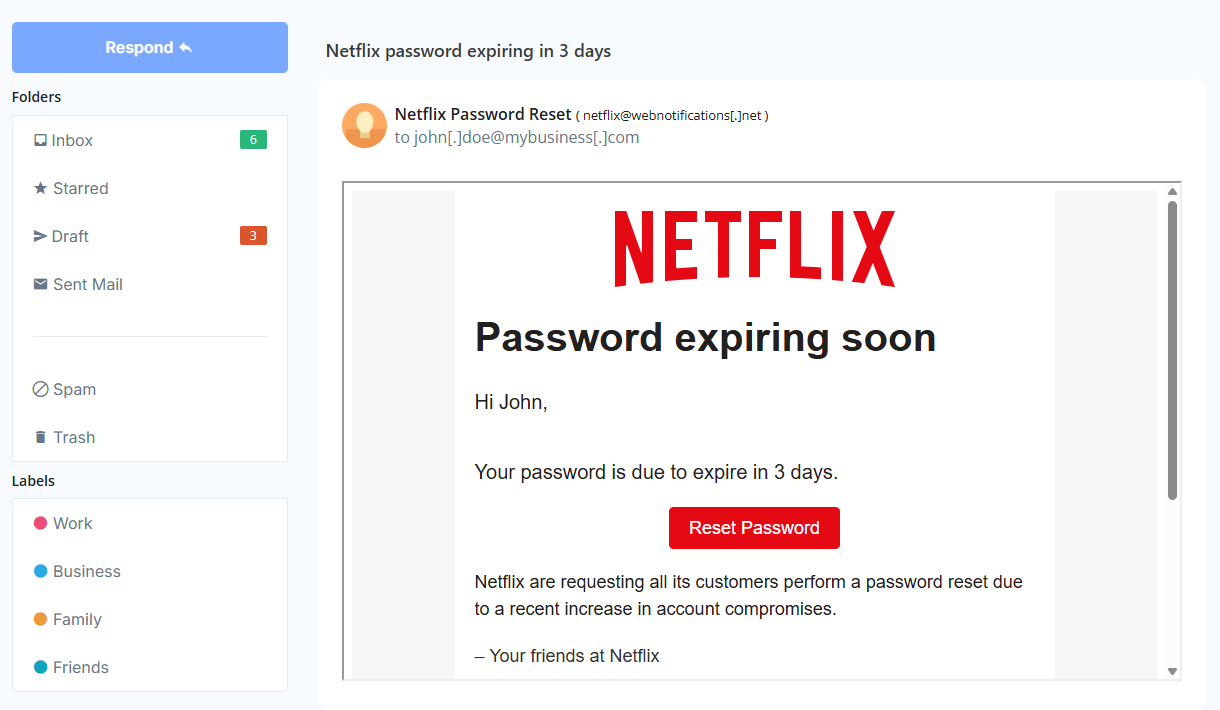 Respond
Netflix password expiring in 3 days
Folders
Inbox 6
Starred
Draft 3
Sent Mail
Spam
Trash
Labels
Work
Business
Family
Friends
Netflix Password Reset ( netflix@webnotifications[.]net )
to john[.]doe@mybusiness[.]com
NETFLIX
Password expiring soon
Hi John,
Your password is due to expire in 3 days.
Reset Password
Netflix are requesting all its customers perform a password reset due
to a recent increase in account compromises.
– Your friends at Netflix